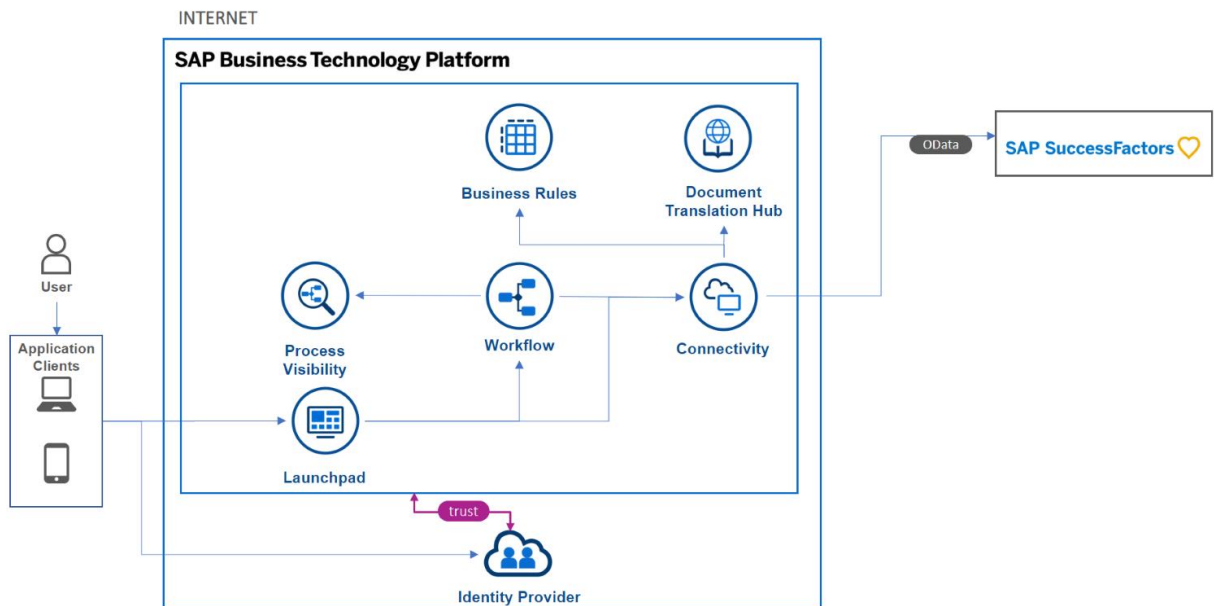 INTERNET
SAP Business Technology Platform
Business Rules
Document
Translation Hub
OData
SAP SuccessFactors
User
Application
Clients
Process
Visibility
Workflow
Connectivity
Launchpad
trust
Identity Provider